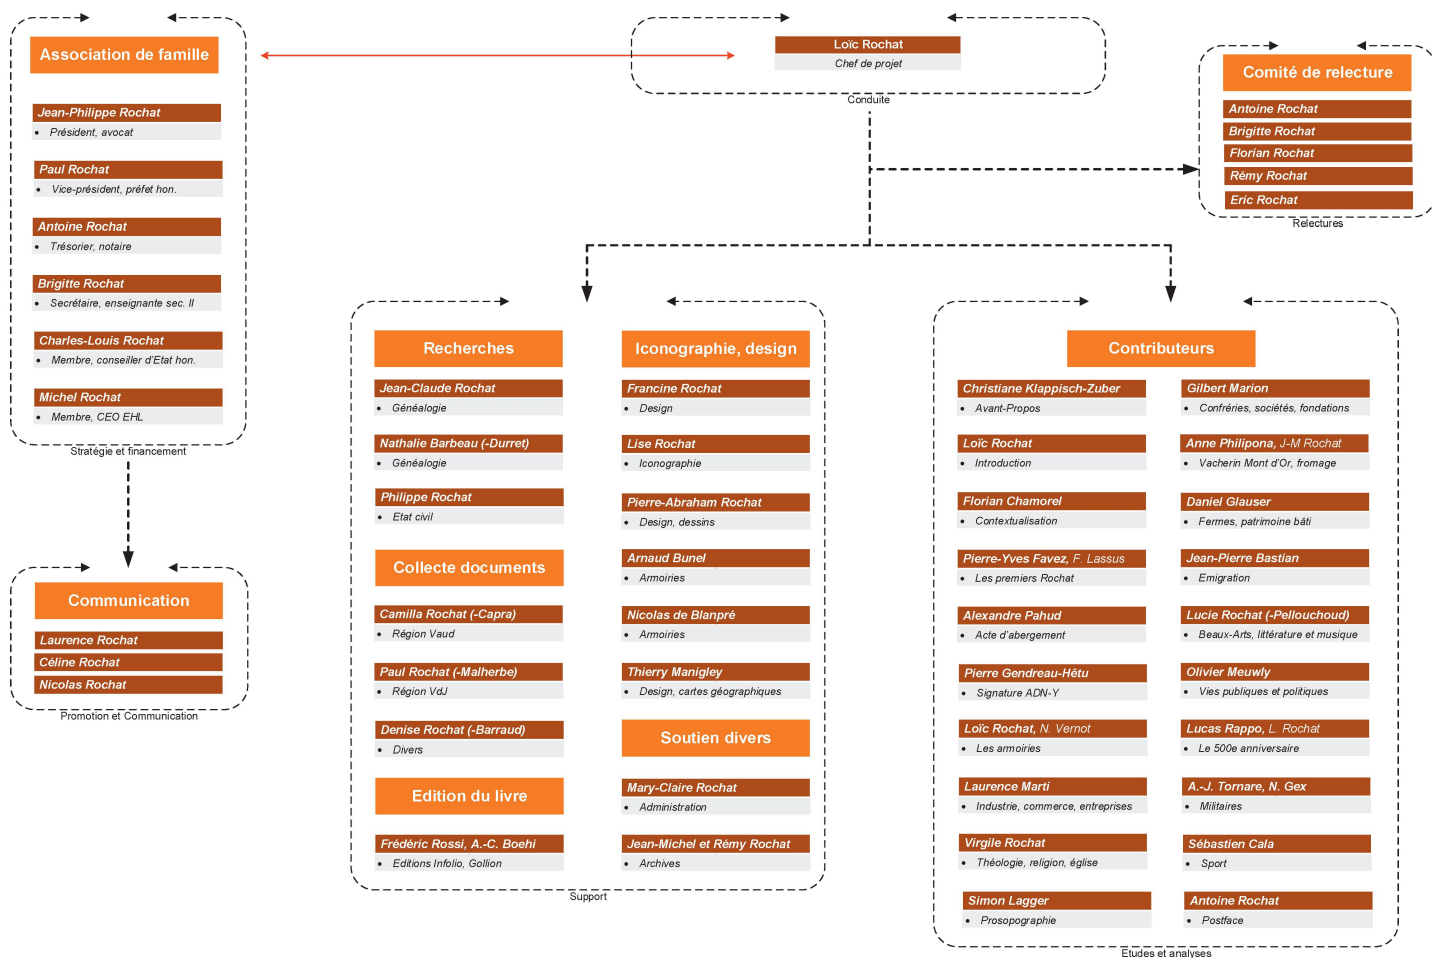 Association de famille
Jean-Philippe Rochat
• Président, avocat
Paul Rochat
• Vice-président, préfet hon.
Antoine Rochat
• Trésorier, notaire
Brigitte Rochat
• Secrétaire, enseignante sec. II
Charles-Louis Rochat
• Membre, conseiller d'Etat hon.
Michel Rochat
• Membre, CEO EHL
Stratégie et financement
Communication
Laurence Rochat
Céline Rochat
Nicolas Rochat
Promotion et Communication
Loïc Rochat
Chef de projet
Conduite
Comité de relecture
Antoine Rochat
Brigitte Rochat
Florian Rochat
Rémy Rochat
Eric Rochat
Relectures
Recherches
Jean-Claude Rochat
• Généalogie
Nathalie Barbeau (-Durret)
• Généalogie
Philippe Rochat
• Etat civil
Collecte documents
Camilla Rochat (-Capra)
• Région Vaud
Paul Rochat (-Malherbe)
• Région VdJ
Denise Rochat (-Barraud)
• Divers
Edition du livre
Frédéric Rossi, A.-C. Boehi
• Editions Infolio, Gollion
Iconographie, design
Francine Rochat
• Design
Lise Rochat
• Iconographie
Pierre-Abraham Rochat
• Design, dessins
Arnaud Bunel
• Armoiries
Nicolas de Blanpré
• Armoiries
Thierry Manigley
• Design, cartes géographiques
Soutien divers
Mary-Claire Rochat
• Administration
Jean-Michel et Rémy Rochat
• Archives
Support
Contributeurs
Christiane Klappisch-Zuber
• Avant-Propos
Loïc Rochat
• Introduction
Florian Chamorel
• Contextualisation
Pierre-Yves Favez, F. Lassus
• Les premiers Rochat
Alexandre Pahud
• Acte d'abergement
Pierre Gendreau-Hêtu
• Signature ADN-Y
Loïc Rochat, N. Vernot
• Les armoiries
Laurence Marti
• Industrie, commerce, entreprises
Virgile Rochat
• Théologie, religion, église
Simon Lagger
• Prosopographie
Gilbert Marion
• Confréries, sociétés, fondations
Anne Philipona, J-M Rochat
• Vacherin Mont d'Or, fromage
Daniel Glauser
• Fermes, patrimoine bâti
Jean-Pierre Bastian
• Emigration
Lucie Rochat (-Pellouchoud)
• Beaux-Arts, littérature et musique
Olivier Meuwly
• Vies publiques et politiques
Lucas Rappo, L. Rochat
• Le 500e anniversaire
A.-J. Tornare, N. Gex
• Militaires
Sébastien Cala
• Sport
Antoine Rochat
• Postface
Etudes et analyses